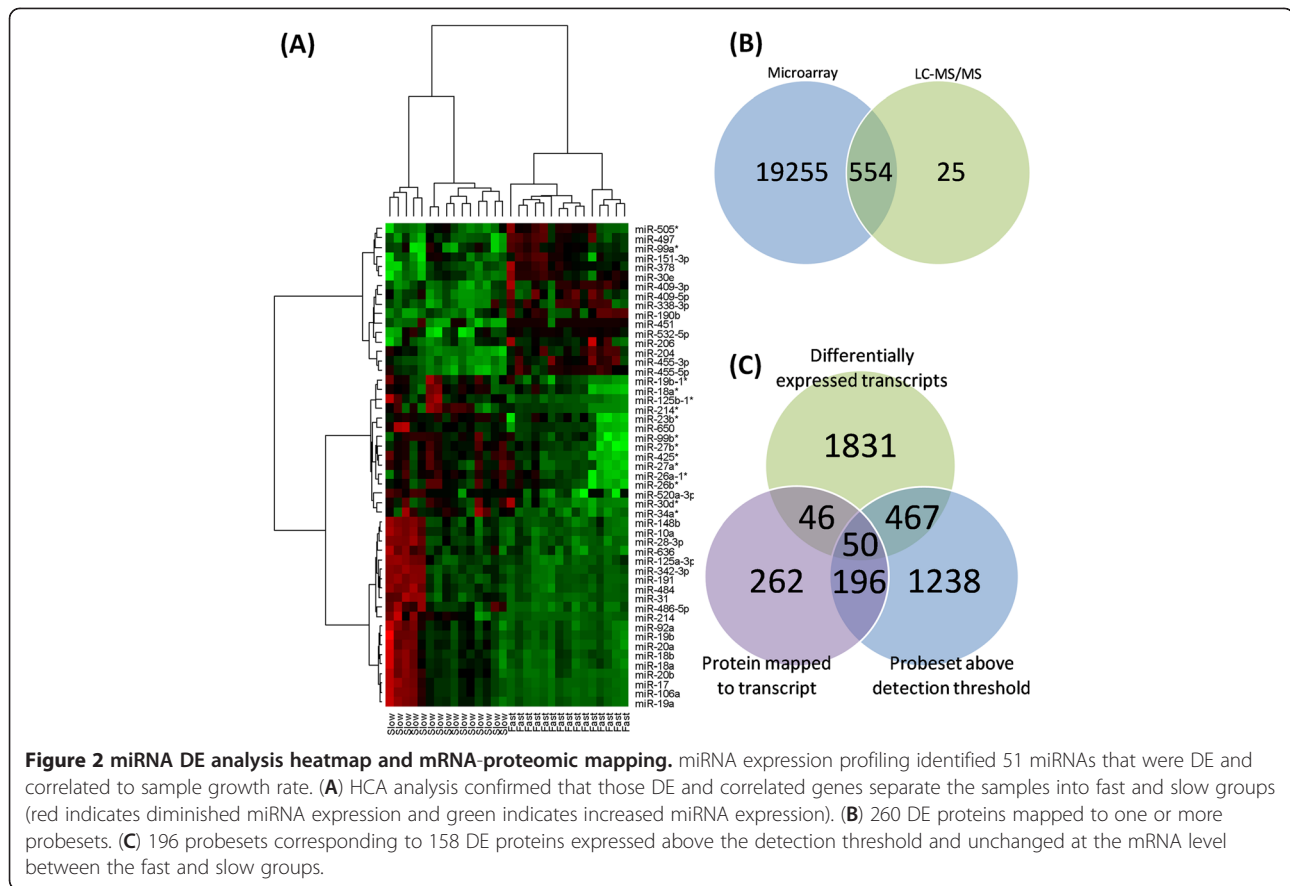 (A)
miR-505*
miR-497
miR-99a*
miR-151-3p
miR-378
miR-30e
miR-409-3p
miR-409-5p
miR-338-3p
miR-190b
miR-451
miR-532-5p
miR-206
miR-204
miR-455-3p
miR-455-5p
miR-19b-1*
miR-18a*
miR-125b-1*
miR-214*
miR-23b*
miR-650
miR-99b*
miR-27b*
miR-425*
miR-27a*
miR-26a-1*
miR-26b*
miR-520a-3p
miR-30d*
miR-34a*
miR-148b
miR-10a
miR-28-3p
miR-636
miR-125a-3p
miR-342-3p
miR-191
miR-484
miR-31
miR-486-5p
miR-214
miR-92a
miR-19b
miR-20a
miR-18b
miR-18a
miR-20b
miR-17
miR-106a
miR-19a
Slow Slow Slow Slow Slow Slow Slow Slow Slow Slow Slow Slow Slow Fast Fast Fast Fast Fast Fast Fast Fast Fast Fast Fast Fast Fast
(B)
Microarray LC-MS/MS
19255 554 25
(C)
Differentially
expressed transcripts
1831
46 467
50
262 196 1238
Protein mapped Probeset above
to transcript detection threshold
Figure 2 miRNA DE analysis heatmap and mRNA-proteomic mapping. miRNA expression profiling identified 51 miRNAs that were DE and
correlated to sample growth rate. (A) HCA analysis confirmed that those DE and correlated genes separate the samples into fast and slow groups
(red indicates diminished miRNA expression and green indicates increased miRNA expression). (B) 260 DE proteins mapped to one or more
probesets. (C) 196 probesets corresponding to 158 DE proteins expressed above the detection threshold and unchanged at the mRNA level
between the fast and slow groups.